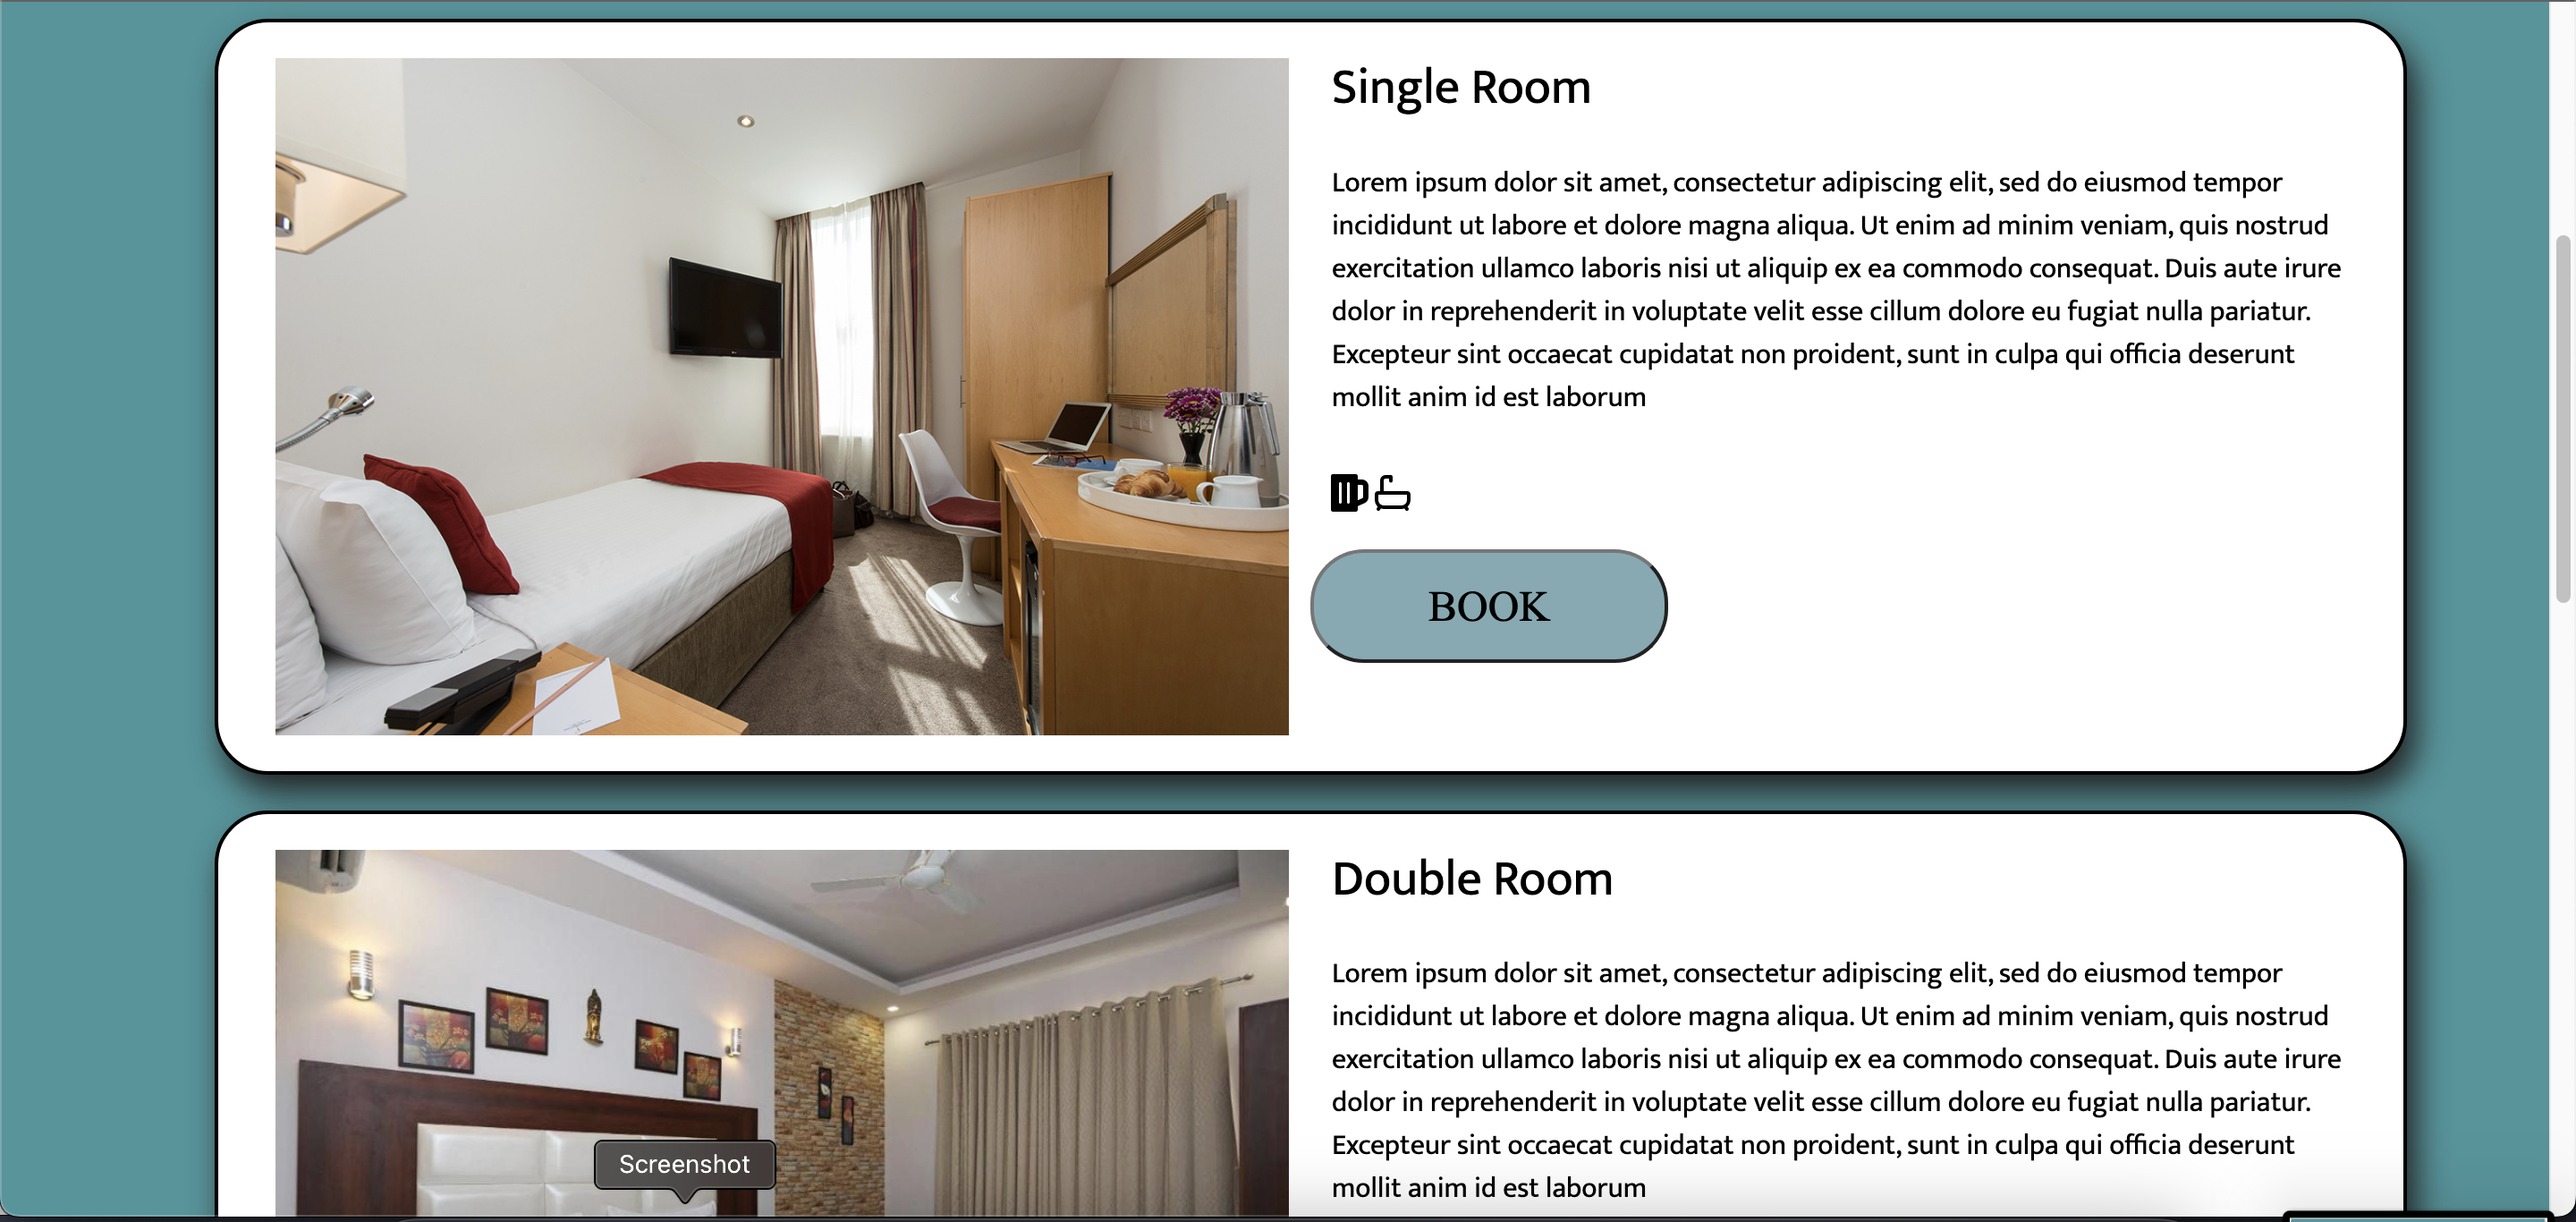 Single Room
Lorem ipsum dolor sit amet, consectetur adipiscing elit, sed do eiusmod tempor
incididunt ut labore et dolore magna aliqua. Ut enim ad minim veniam, quis nostrud
exercitation ullamco laboris nisi ut aliquip ex ea commodo consequat. Duis aute irure
dolor in reprehenderit in voluptate velit esse cillum dolore eu fugiat nulla pariatur.
Excepteur sint occaecat cupidatat non proident, sunt in culpa qui officia deserunt
mollit anim id est laborum
BOOK
Double Room
Lorem ipsum dolor sit amet, consectetur adipiscing elit, sed do eiusmod tempor
incididunt ut labore et dolore magna aliqua. Ut enim ad minim veniam, quis nostrud
exercitation ullamco laboris nisi ut aliquip ex ea commodo consequat. Duis aute irure
dolor in reprehenderit in voluptate velit esse cillum dolore eu fugiat nulla pariatur.
Excepteur sint occaecat cupidatat non proident, sunt in culpa qui officia deserunt
mollit anim id est laborum
Screenshot